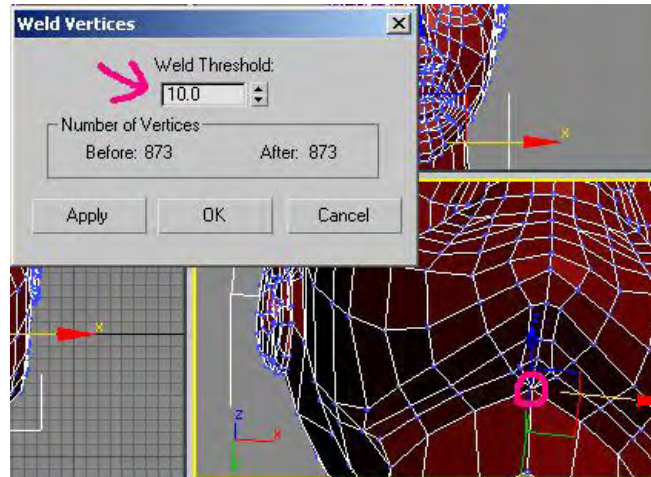 Weld Vertices
Weld Threshold:
10.0
Number of Vertices
Before: 873 After: 873
Apply OK Cancel
x
x
z
x